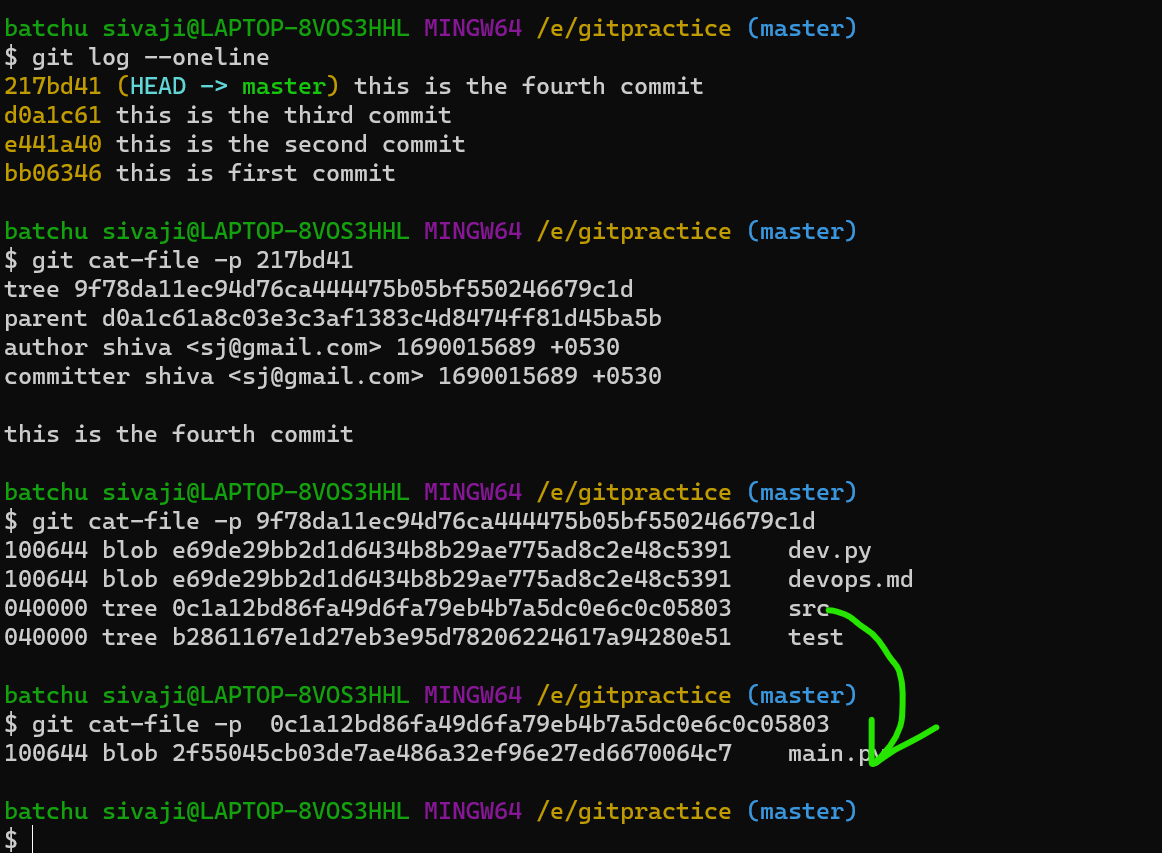 batchu sivaji@LAPTOP-8VOS3HHL MINGW64 /e/gitpractice (master)
$ git log --oneline
217bd41 (HEAD -> master) this is the fourth commit
d0a1c61 this is the third commit
e441a40 this is the second commit
bb06346 this is first commit

batchu sivaji@LAPTOP-8VOS3HHL MINGW64 /e/gitpractice (master)
$ git cat-file -p 217bd41
tree 9f78da11ec94d76ca444475b05bf550246679c1d
parent d0a1c61a8c03e3c3af1383c4d8474ff81d45ba5b
author shiva <sj@gmail.com> 1690015689 +0530
committer shiva <sj@gmail.com> 1690015689 +0530

this is the fourth commit

batchu sivaji@LAPTOP-8VOS3HHL MINGW64 /e/gitpractice (master)
$ git cat-file -p 9f78da11ec94d76ca444475b05bf550246679c1d
100644 blob e69de29bb2d1d6434b8b29ae775ad8c2e48c5391    dev.py
100644 blob e69de29bb2d1d6434b8b29ae775ad8c2e48c5391    devops.md
040000 tree 0c1a12bd86fa49d6fa79eb4b7a5dc0e6c0c05803    src
040000 tree b2861167e1d27eb3e95d78206224617a94280e51    test

batchu sivaji@LAPTOP-8VOS3HHL MINGW64 /e/gitpractice (master)
$ git cat-file -p  0c1a12bd86fa49d6fa79eb4b7a5dc0e6c0c05803
100644 blob 2f55045cb03de7ae486a32ef96e27ed6670064c7    main.py

batchu sivaji@LAPTOP-8VOS3HHL MINGW64 /e/gitpractice (master)
$